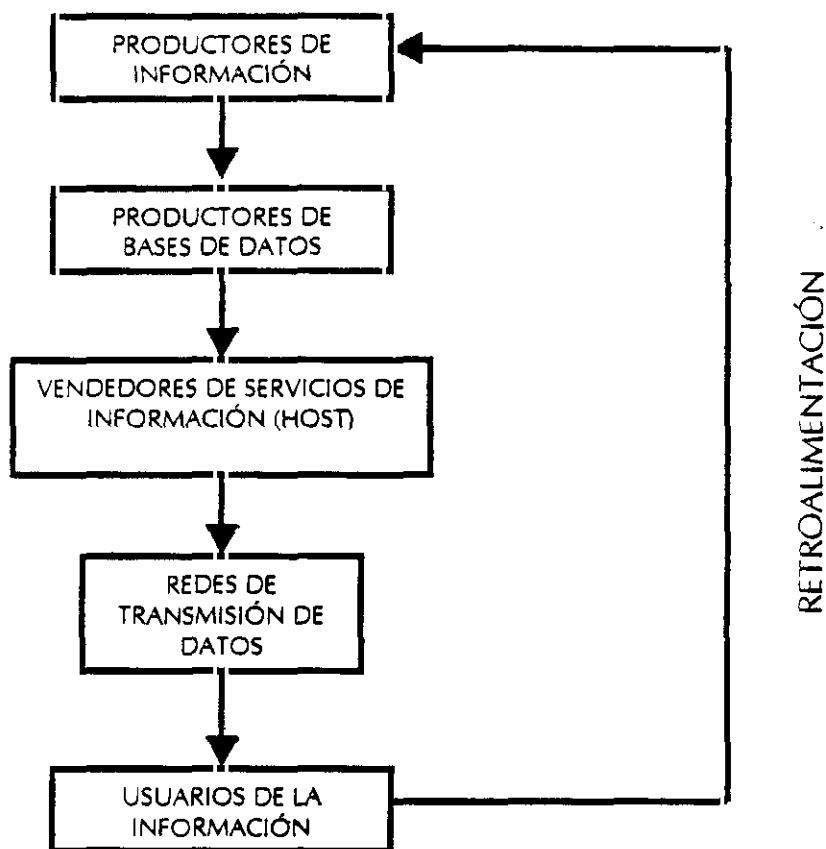 PRODUCTORES DE
INFORMACIÓN
PRODUCTORES DE
BASES DE DATOS
VENDEDORES DE SERVICIOS DE
INFORMACIÓN (HOST)
REDES DE
TRANSMISIÓN DE
DATOS
USUARIOS DE LA
INFORMACIÓN
RETROALIMENTACIÓN